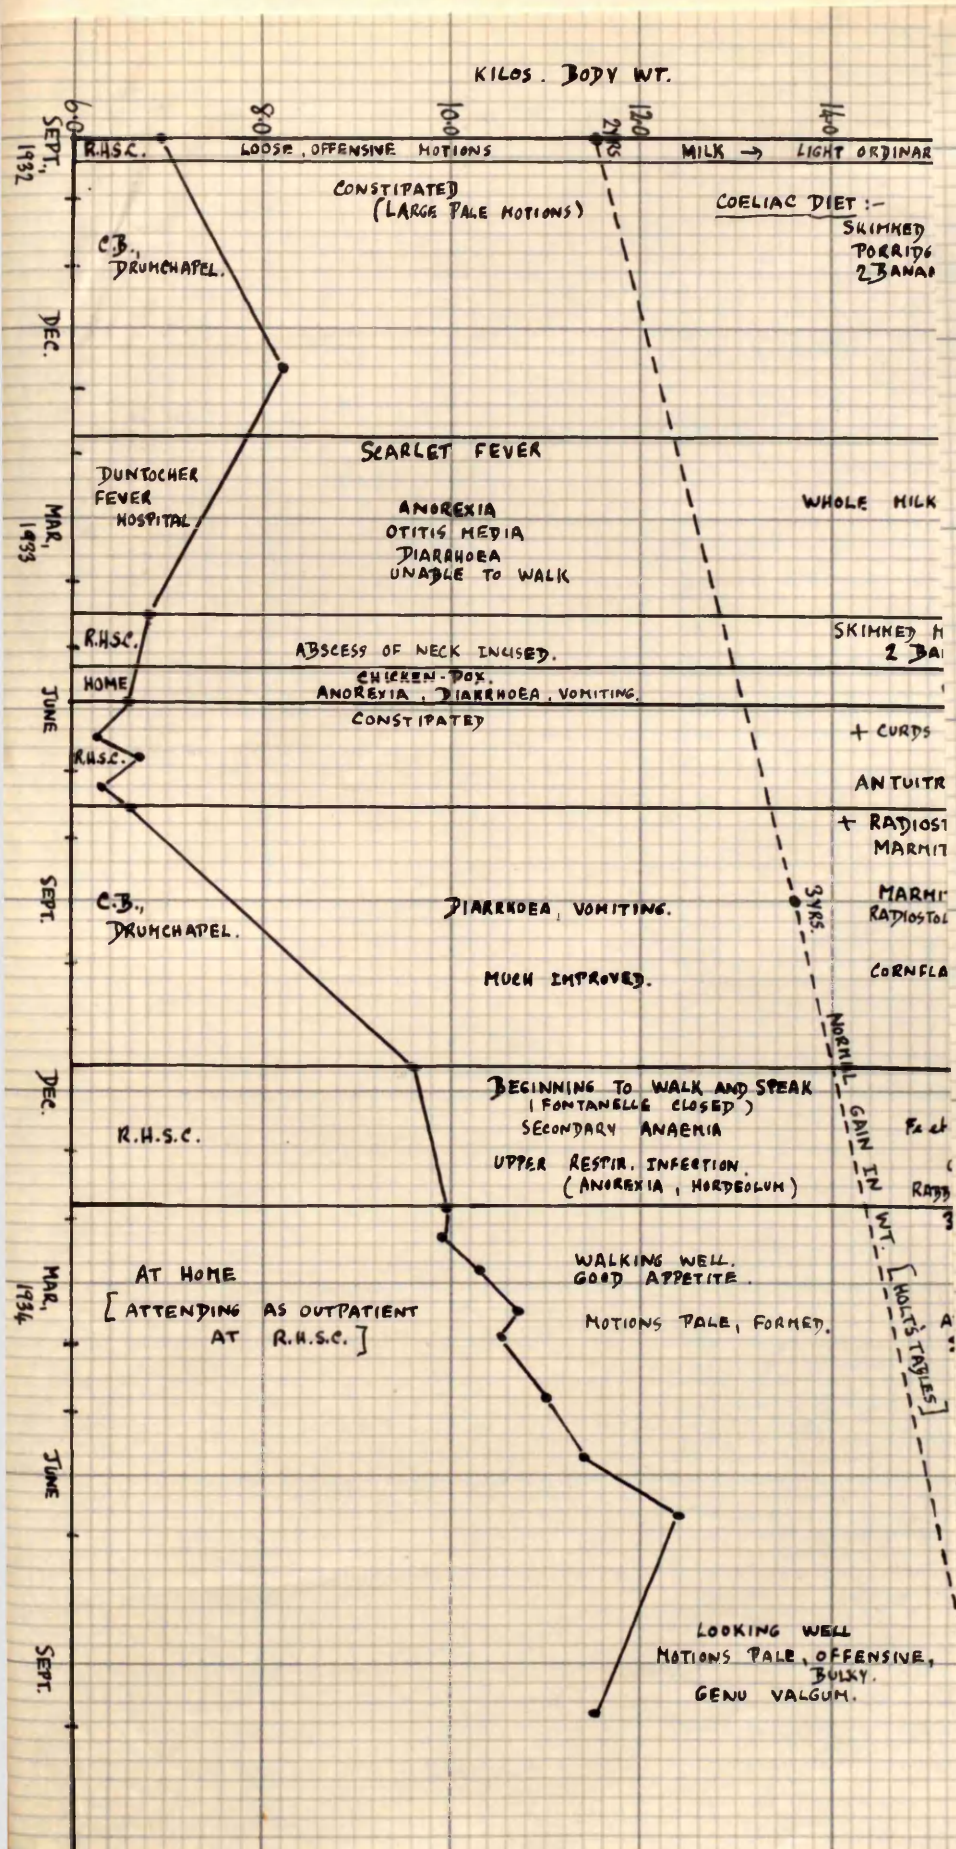 KILOS. BODY WT.
6.0 8.0 10.0 12.0 14.0
SEPT, 1932
2YRS.
R.H.S.C. LOOSE, OFFENSIVE MOTIONS MILK → LIGHT ORDINAR
CONSTIPATED
(LARGE PALE MOTIONS)
COELIAC DIET :-
SKIMMED
PORRIDG
2 BANAN
C.B.,
DRUMCHAPEL.
DEC.
SCARLET FEVER
DUNTOCHER
FEVER
HOSPITAL
ANOREXIA
OTITIS MEDIA
DIARRHOEA
UNABLE TO WALK
WHOLE MILK
MAR, 1933
R.H.S.C.
ABSCESS OF NECK INCISED.
SKIMMED M
2 BA
HOME
CHICKEN-POX.
ANOREXIA, DIARRHOEA, VOMITING.
JUNE
CONSTIPATED
+ CURDS
R.H.S.C.
ANTUITR
+ RADIOST
MARMIT
SEPT.
C.B.,
DRUMCHAPEL.
DIARRHOEA, VOMITING.
3YRS.
MARMI
RADIOSTOL
MUCH IMPROVED.
CORNFLA
NORMAL GAIN IN WT. [HOLT'S TABLES]
DEC.
R.H.S.C.
BEGINNING TO WALK AND SPEAK
(FONTANELLE CLOSED)
SECONDARY ANAEMIA
Fe et
UPPER RESPIR. INFECTION.
(ANOREXIA, HORDEOLUM)
RABB
3
MAR, 1934
AT HOME
[ATTENDING AS OUTPATIENT
AT R.H.S.C.]
WALKING WELL.
GOOD APPETITE.
MOTIONS PALE, FORMED.
A
JUNE
SEPT.
LOOKING WELL
MOTIONS PALE, OFFENSIVE,
BULKY.
GENU VALGUM.